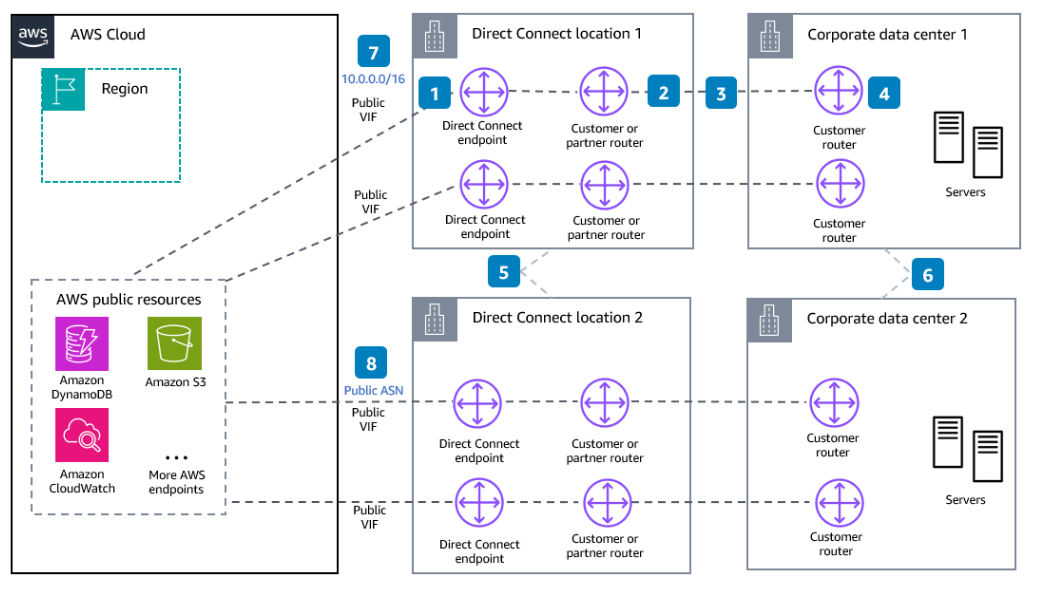 aws
AWS Cloud
Region
AWS public resources
Amazon
DynamoDB
Amazon S3
Amazon
CloudWatch
...
More AWS
endpoints
7
10.0.0.0/16
Public
VIF
Public
VIF
8
Public ASN
Public
VIF
Public
VIF
Direct Connect location 1
1
Direct Connect
endpoint
Customer or
partner router
2
3
Direct Connect
endpoint
Customer or
partner router
Corporate data center 1
4
Customer
router
Customer
router
Servers
5
6
Direct Connect location 2
Direct Connect
endpoint
Customer or
partner router
Direct Connect
endpoint
Customer or
partner router
Corporate data center 2
Customer
router
Customer
router
Servers